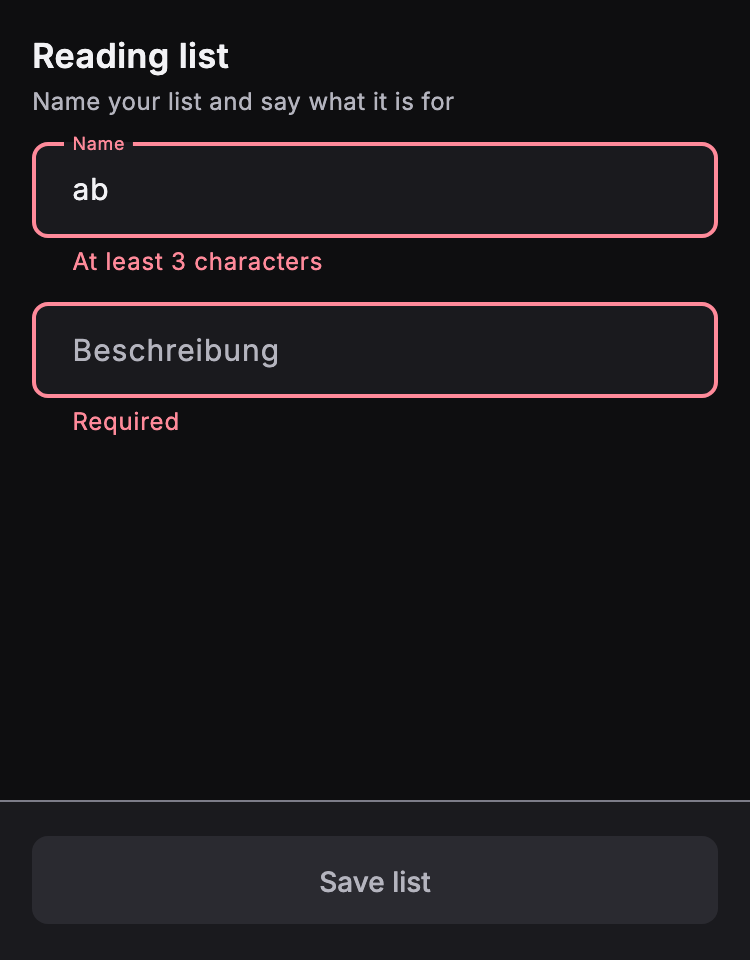 Reading list
Name your list and say what it is for
Name
ab
At least 3 characters
Beschreibung
Required
Save list